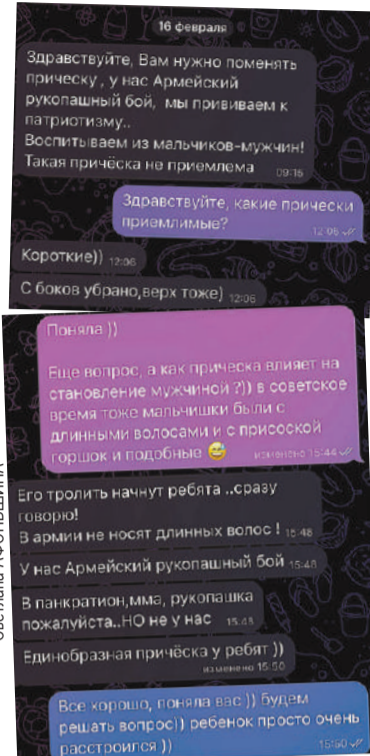 16 февраля
Здравствуйте, Вам нужно поменять
прическу , у нас Армейский
рукопашный бой,  мы прививаем к
патриотизму..
Воспитываем из мальчиков-мужчин!
Такая причёска не приемлема
09:15
Здравствуйте, какие прически
приемлимые?
12:06
Короткие)) 12:06
С боков убрано,верх тоже) 12:06
Поняла ))
Еще вопрос, а как прическа влияет на
становление мужчиной ?)) в советское
время тоже мальчишки были с
длинными волосами и с присоской
горшок и подобные 😅 изменено 15:44
Его тролить начнут ребята ..сразу
говорю!
В армии не носят длинных волос ! 15:48
У нас Армейский рукопашный бой 15:48
В панкратион,мма, рукопашка
пожалуйста..НО не у нас 15:48
Единобразная причёска у ребят ))
изменено 15:50
Все хорошо, поняла вас )) будем
решать вопрос)) ребенок просто очень
расстроился )) 15:50